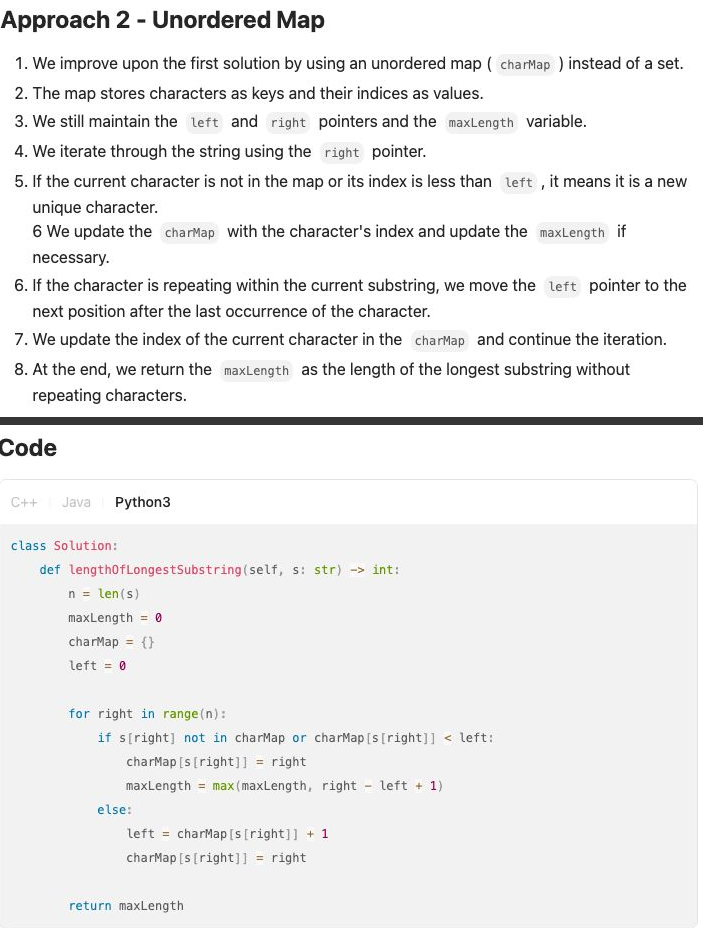 Approach 2 - Unordered Map
1. We improve upon the first solution by using an unordered map ( charMap ) instead of a set.
2. The map stores characters as keys and their indices as values.
3. We still maintain the left and right pointers and the maxLength variable.
4. We iterate through the string using the right pointer.
5. If the current character is not in the map or its index is less than left , it means it is a new
unique character.
6 We update the charMap with the character's index and update the maxLength if
necessary.
6. If the character is repeating within the current substring, we move the left pointer to the
next position after the last occurrence of the character.
7. We update the index of the current character in the charMap and continue the iteration.
8. At the end, we return the maxLength as the length of the longest substring without
repeating characters.
Code
C++ Java Python3
class Solution:
    def lengthOfLongestSubstring(self, s: str) -> int:
        n = len(s)
        maxLength = 0
        charMap = {}
        left = 0
        for right in range(n):
            if s[right] not in charMap or charMap[s[right]] < left:
                charMap[s[right]] = right
                maxLength = max(maxLength, right - left + 1)
            else:
                left = charMap[s[right]] + 1
                charMap[s[right]] = right
        return maxLength